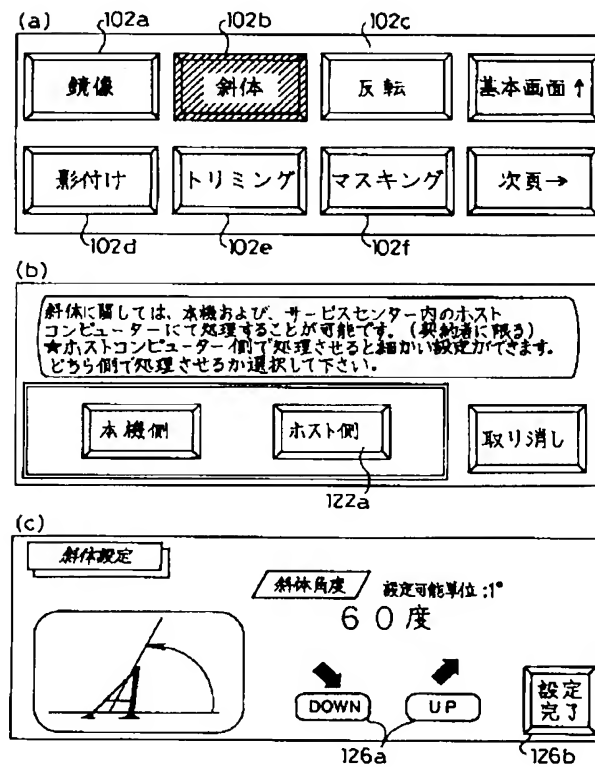 (a)
102a
102b
102c
鏡像
斜体
反転
基本画面↑
影付け
トリミング
マスキング
次頁→
102d
102e
102f
(b)
斜体に関しては、本機および、サービスセンター内のホスト
コンピューターにて処理することが可能です。(契約者に限る)
★ホストコンピューター側で処理させると細かい設定ができます。
どちら側で処理させるか選択して下さい。
本機側
ホスト側
取り消し
122a
(c)
斜体設定
斜体角度
設定可能単位:1°
60度
A
DOWN
UP
設定
完了
126a
126b